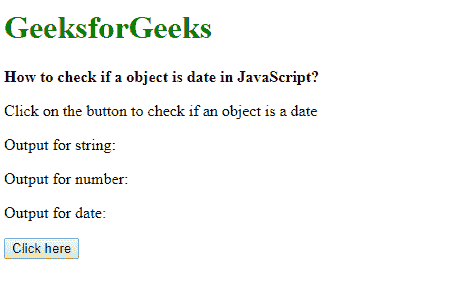 GeeksforGeeks
How to check if a object is date in JavaScript?
Click on the button to check if an object is a date
Output for string:
Output for number:
Output for date:
Click here